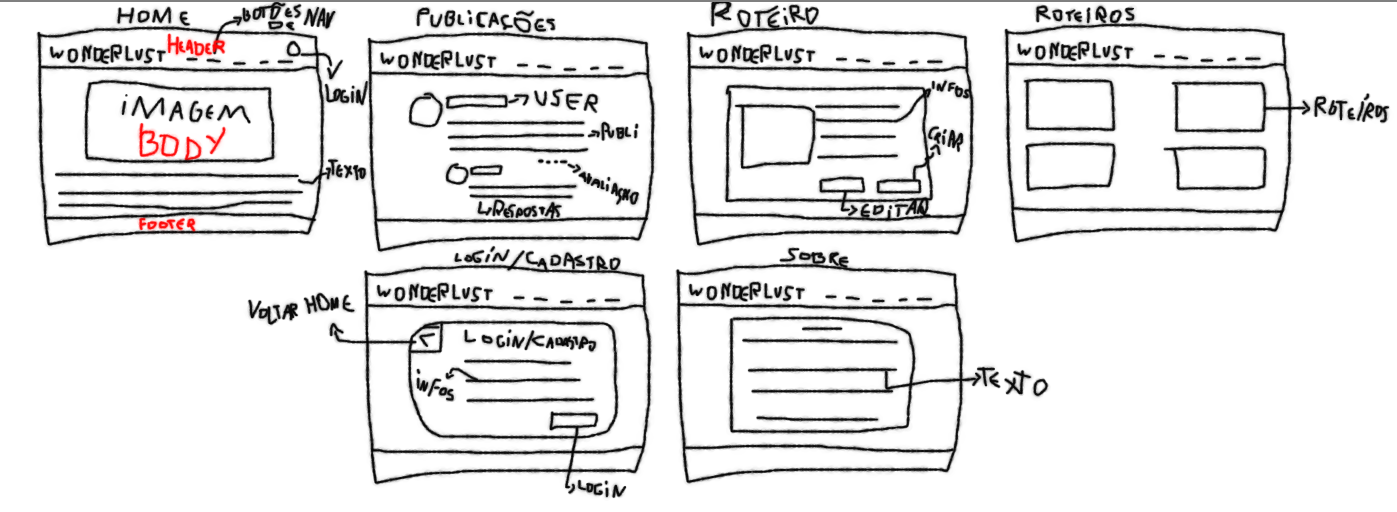 HOME
BOTÕES NAV
DE
WONDERLUST HEADER
LOGIN
IMAGEM
BODY
TEXTO
FOOTER
PUBLICAÇÕES
WONDERLUST
USER
PUBLI
AVALIAÇÃO
RESPOSTAS
ROTEIRO
WONDERLUST
INFOS
CRIAR
EDITAR
ROTEIROS
WONDERLUST
ROTEÍROS
LOGIN/CADASTRO
WONDERLUST
VOLTAR HOME
<
LOGIN/CADASTRO
INFOS
LOGIN
SOBRE
WONDERLUST
TEXTO